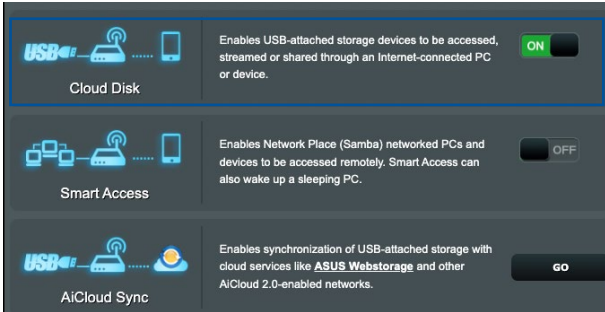 USB
Enables USB-attached storage devices to be accessed,
streamed or shared through an Internet-connected PC
or device.
ON
Cloud Disk
Enables Network Place (Samba) networked PCs and
devices to be accessed remotely. Smart Access can
also wake up a sleeping PC.
OFF
Smart Access
USB
Enables synchronization of USB-attached storage with
cloud services like ASUS Webstorage and other
AiCloud 2.0-enabled networks.
GO
AiCloud Sync